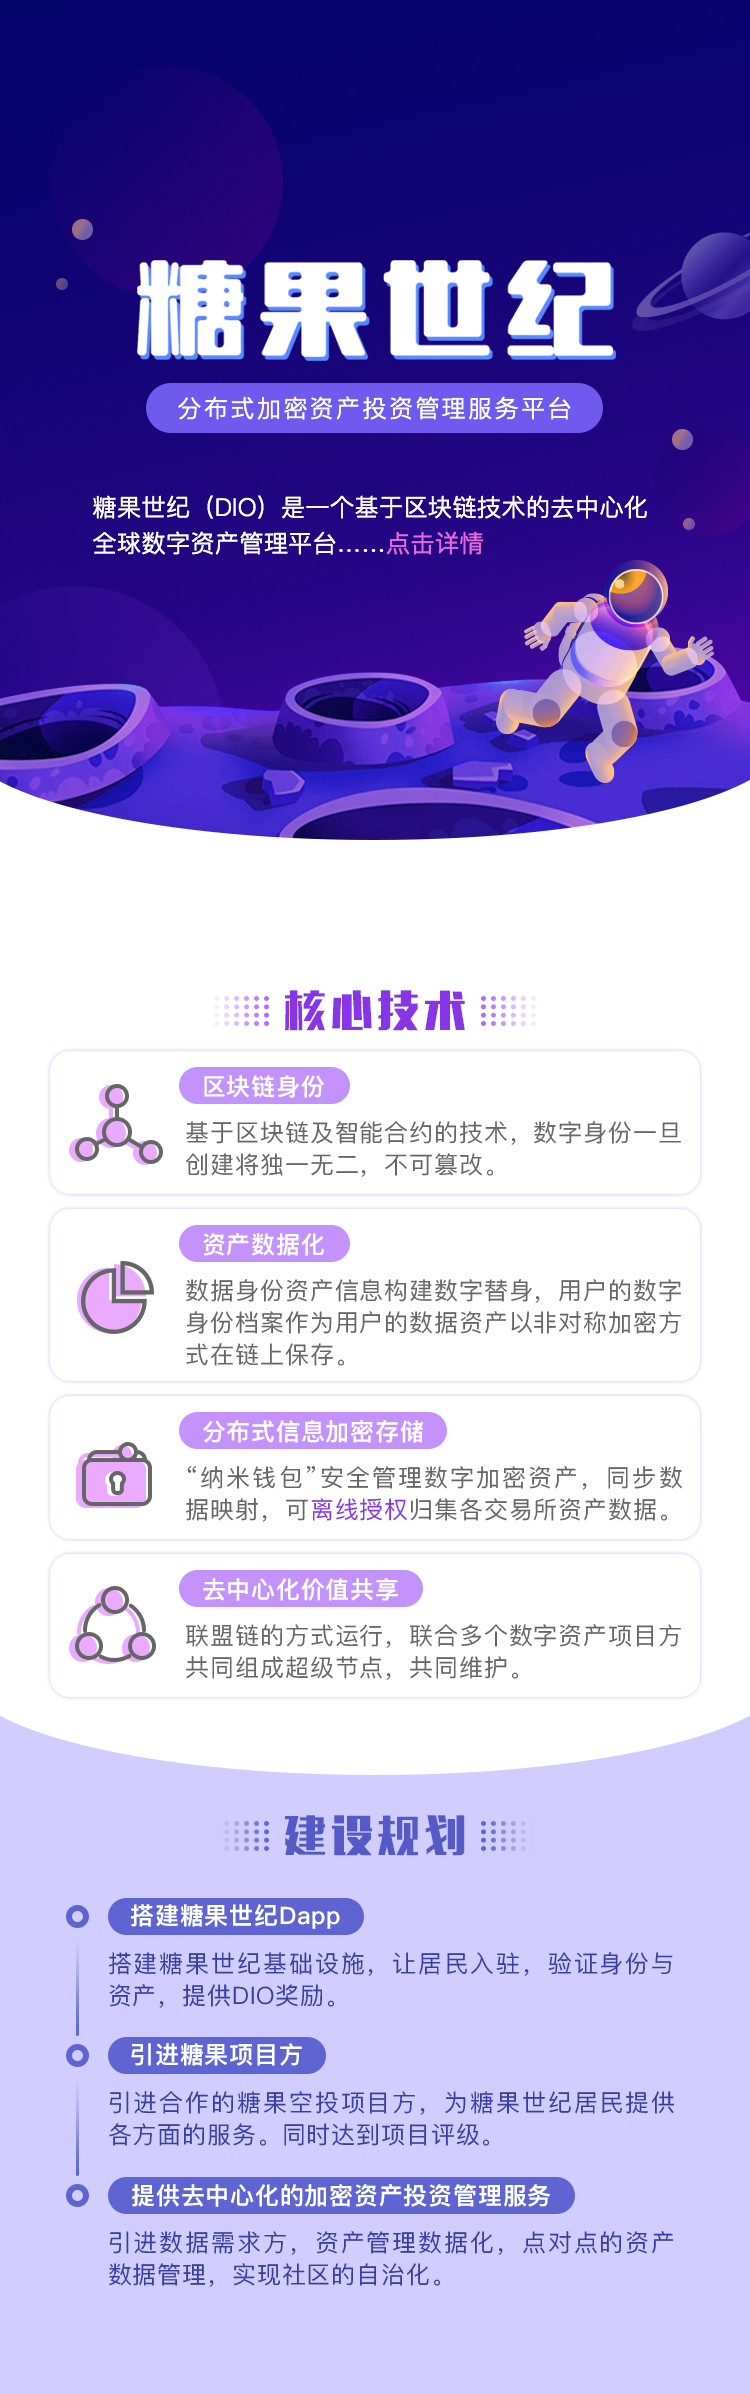 糖果世纪
分布式加密资产投资管理服务平台
糖果世纪（DIO）是一个基于区块链技术的去中心化
全球数字资产管理平台……点击详情
核心技术
区块链身份
基于区块链及智能合约的技术，数字身份一旦
创建将独一无二，不可篡改。
资产数据化
数据身份资产信息构建数字替身，用户的数字
身份档案作为用户的数据资产以非对称加密方
式在链上保存。
分布式信息加密存储
“纳米钱包”安全管理数字加密资产，同步数
据映射，可离线授权归集各交易所资产数据。
去中心化价值共享
联盟链的方式运行，联合多个数字资产项目方
共同组成超级节点，共同维护。
建设规划
搭建糖果世纪Dapp
搭建糖果世纪基础设施，让居民入驻，验证身份与
资产，提供DIO奖励。
引进糖果项目方
引进合作的糖果空投项目方，为糖果世纪居民提供
各方面的服务。同时达到项目评级。
提供去中心化的加密资产投资管理服务
引进数据需求方，资产管理数据化，点对点的资产
数据管理，实现社区的自治化。